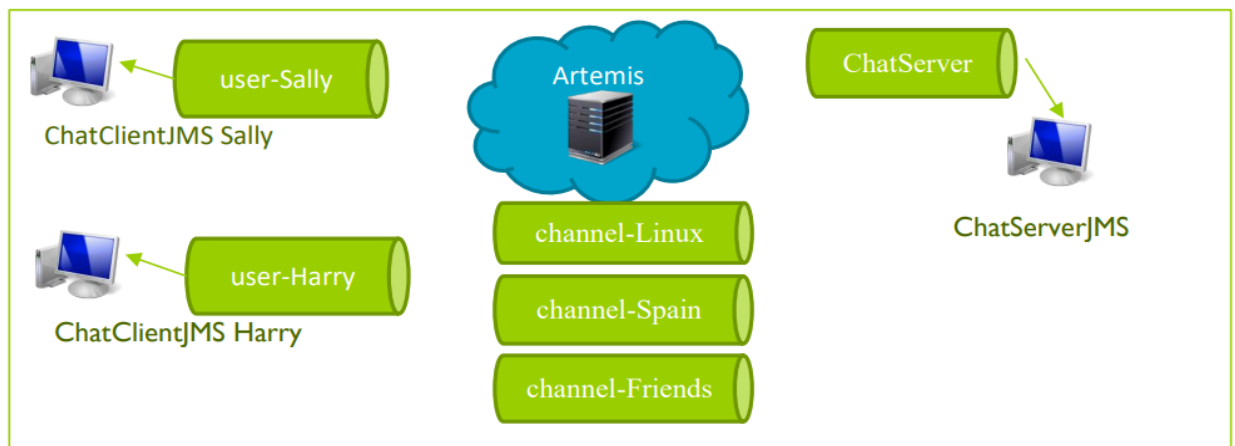 user-Sally
ChatClientJMS Sally
Artemis
ChatServer
ChatServerJMS
user-Harry
ChatClientJMS Harry
channel-Linux
channel-Spain
channel-Friends